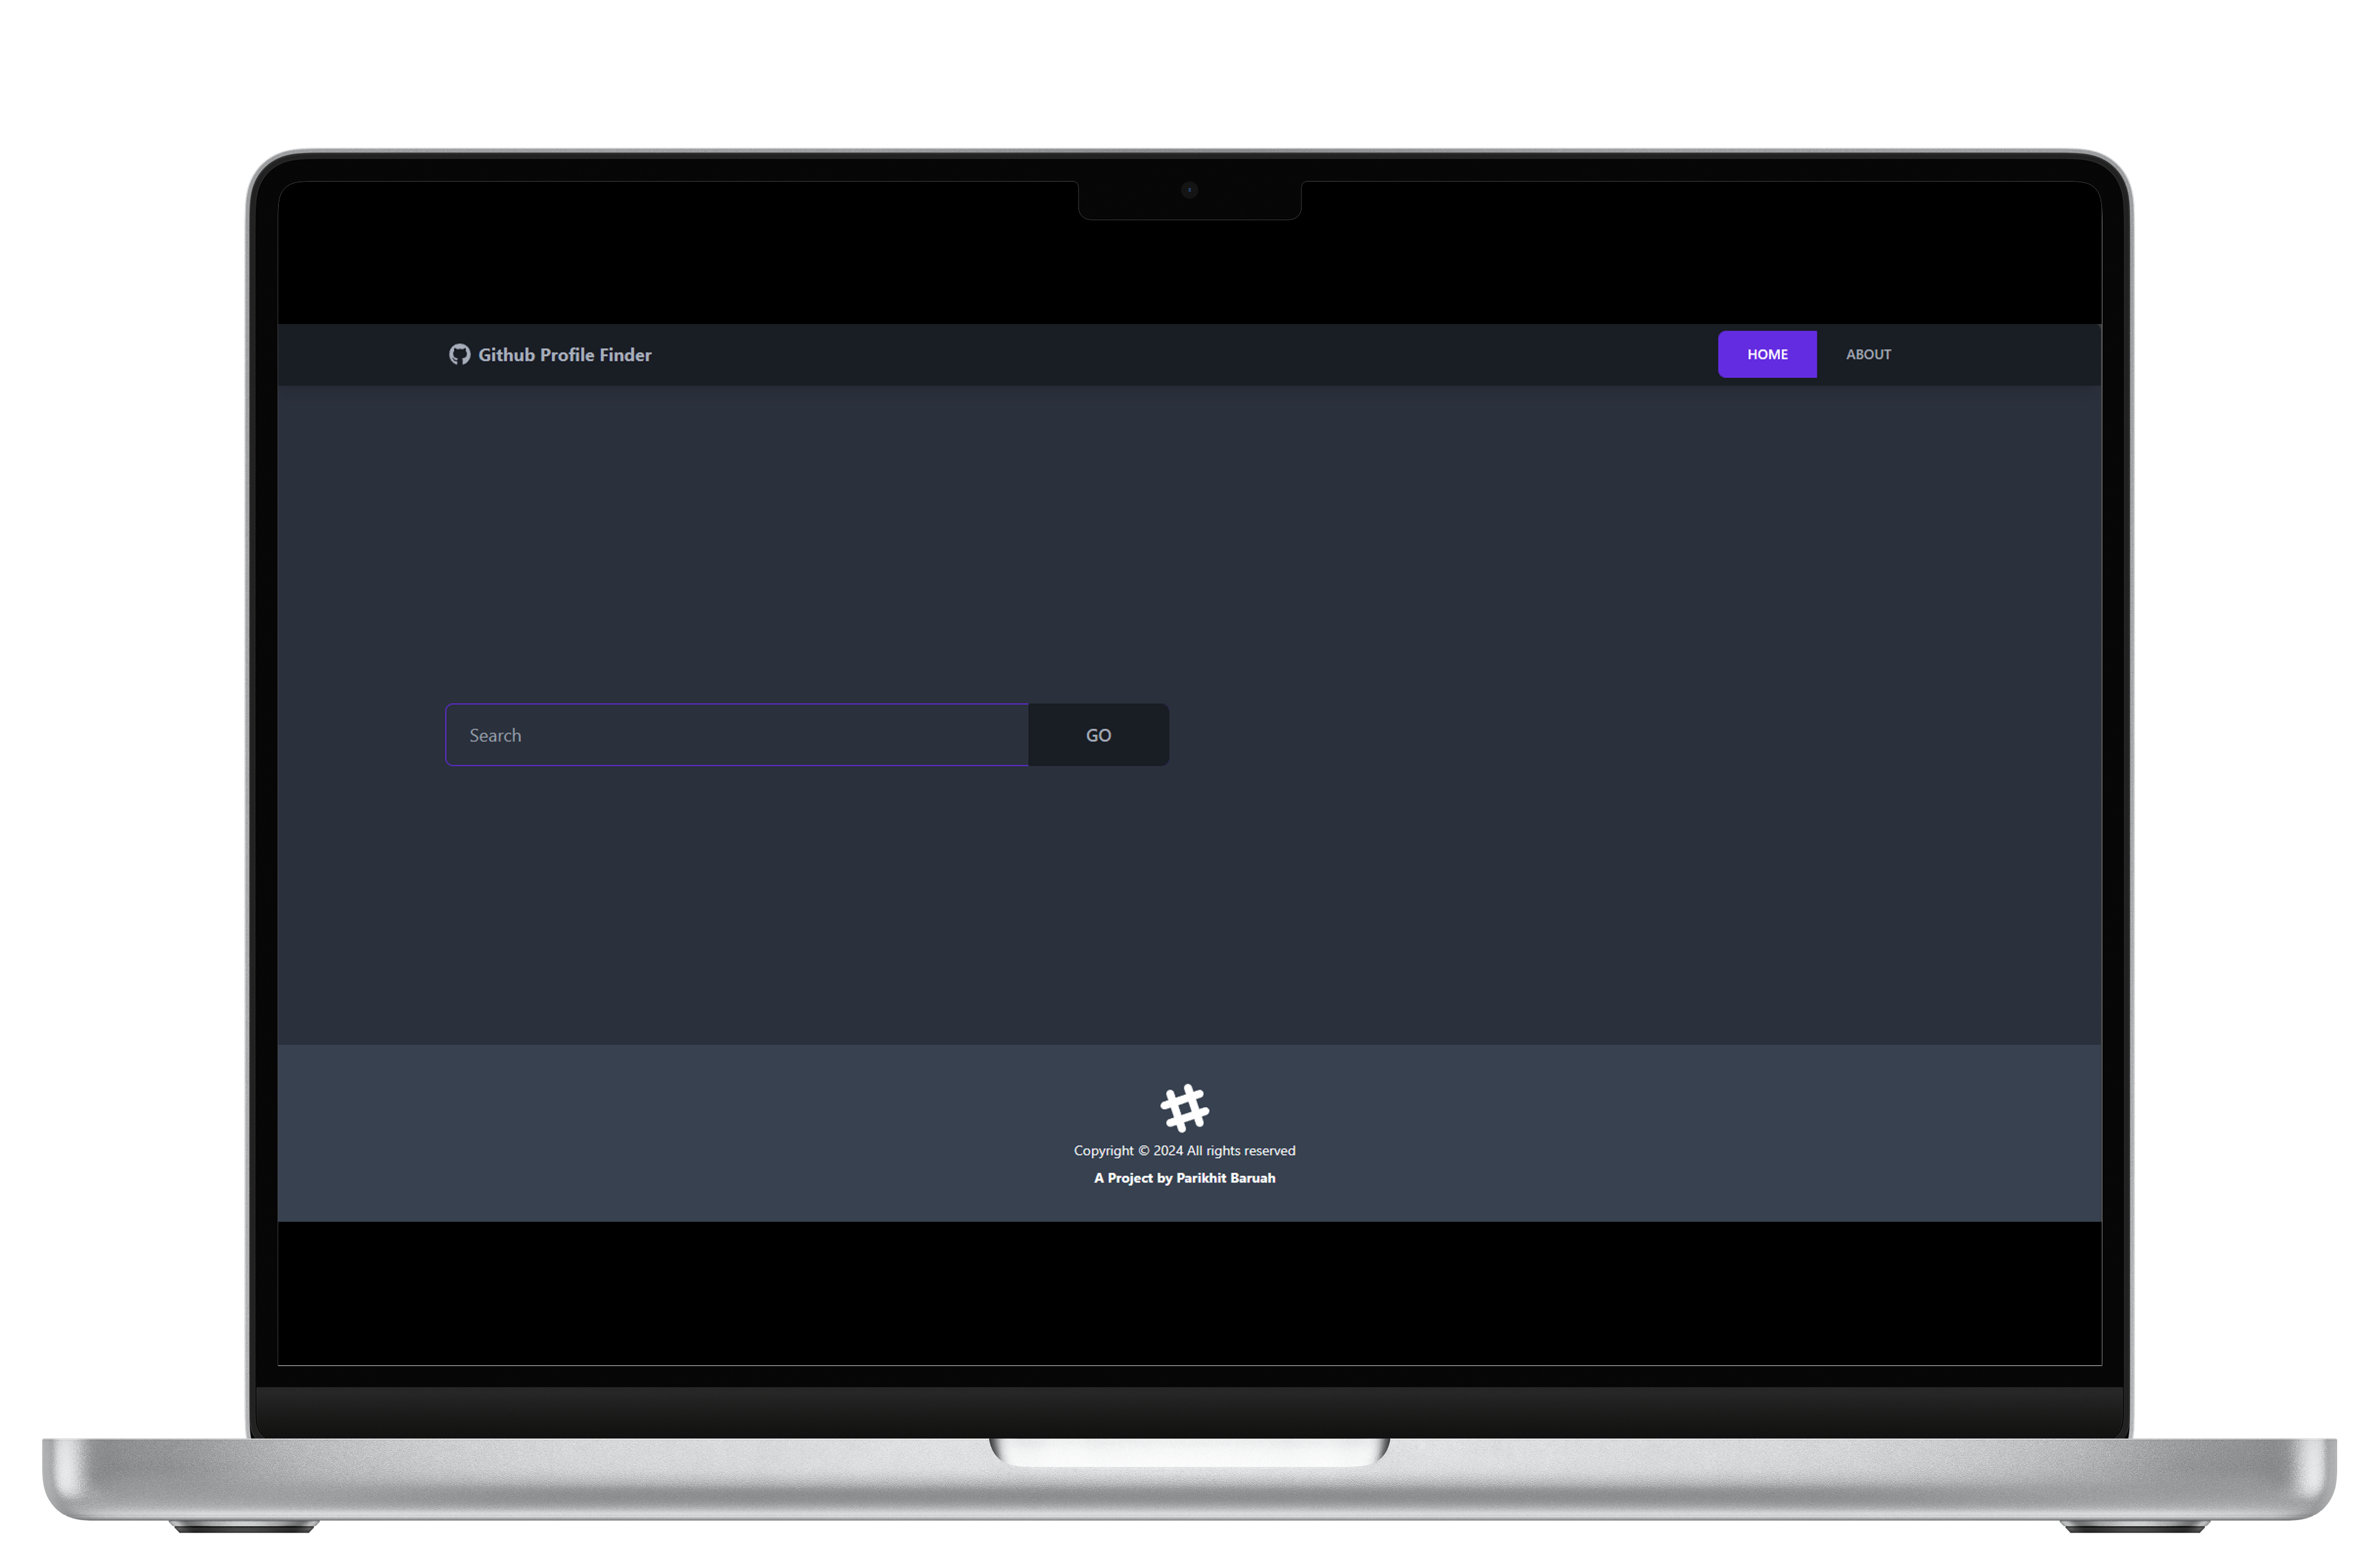 Github Profile Finder
HOME
ABOUT
Search
GO
Copyright © 2024 All rights reserved
A Project by Parikhit Baruah